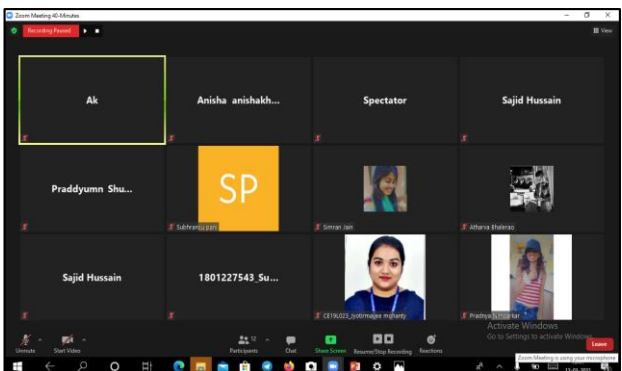 Zoom Meeting 40-Minutes
Recording Paused
View
Ak
Anisha anishakh...
Spectator
Sajid Hussain
Praddyumn Shu...
SP
Subhransu pani
Simran Jain
Atharva Bhalerao
Sajid Hussain
1801227543_Su...
CE19L023_Jyotirmayee mohanty
Pradnya
Activate Windows
Go to Settings to activate Windows.
Unmute
Start Video
Participants
12
Chat
Share Screen
Resume/Stop Recording
Reactions
Leave
Zoom Meeting is using your microphone